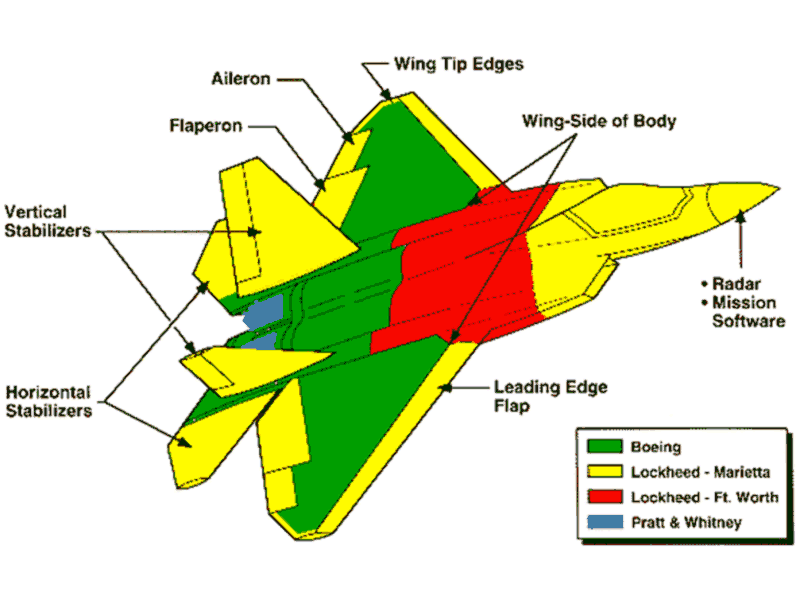 Wing Tip Edges
Aileron
Flaperon
Wing-Side of Body
Vertical
Stabilizers
• Radar
• Mission
Software
Horizontal
Stabilizers
Leading Edge
Flap
Boeing
Lockheed - Marietta
Lockheed - Ft. Worth
Pratt & Whitney